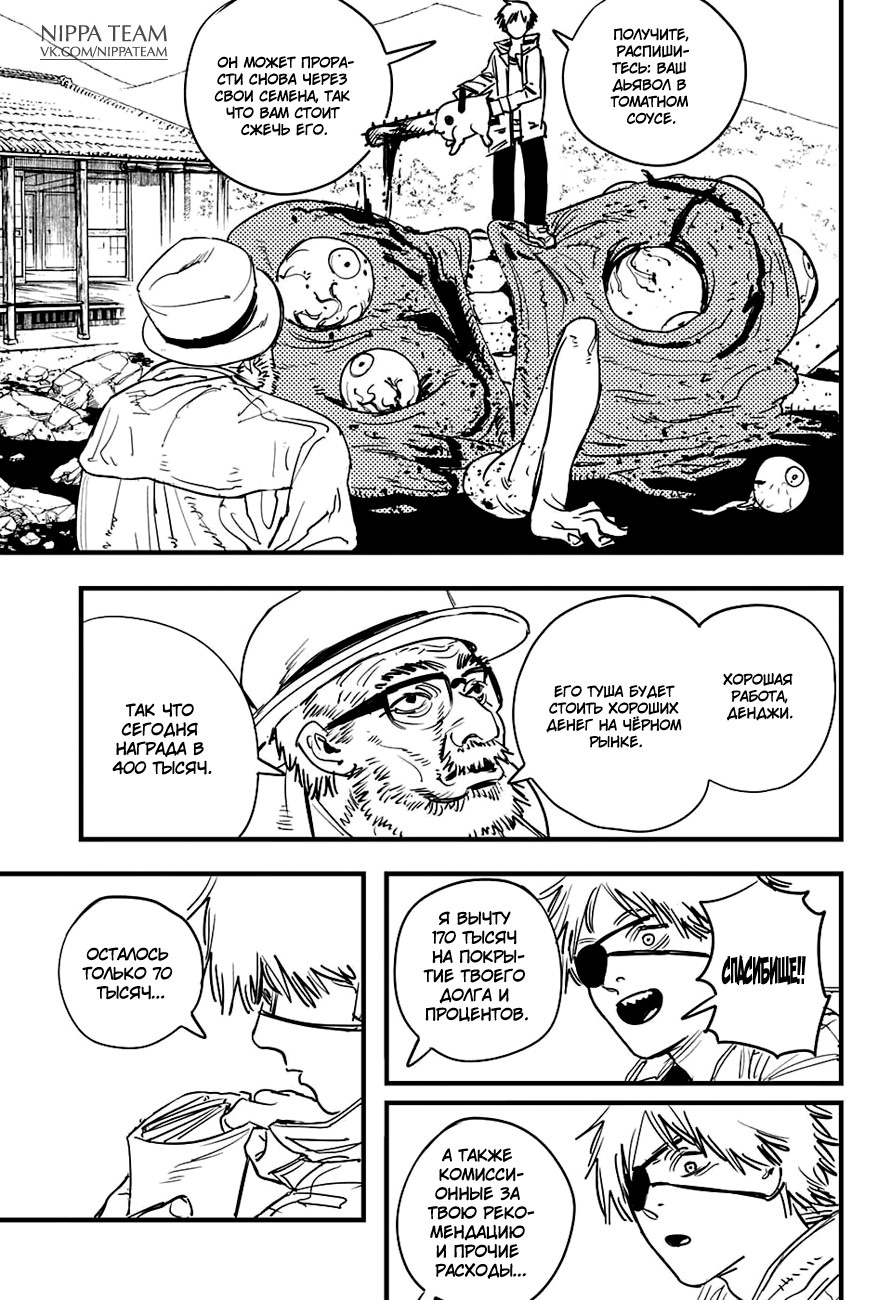 NIPPA TEAM
VK.COM/NIPPATEAM
ПОЛУЧИТЕ,
РАСПИШИ-
ТЕСЬ: ВАШ
ДЬЯВОЛ В
ТОМАТНОМ
СОУСЕ.
ОН МОЖЕТ ПРОРА-
СТИ СНОВА ЧЕРЕЗ
СВОИ СЕМЕНА, ТАК
ЧТО ВАМ СТОИТ
СЖЕЧЬ ЕГО.
ХОРОШАЯ
РАБОТА,
ДЕНДЖИ.
ЕГО ТУША БУДЕТ
СТОИТЬ ХОРОШИХ
ДЕНЕГ НА ЧЁРНОМ
РЫНКЕ.
ТАК ЧТО
СЕГОДНЯ
НАГРАДА В
400 ТЫСЯЧ.
СПАСИБИЩЕ!!
Я ВЫЧТУ
170 ТЫСЯЧ
НА ПОКРЫ-
ТИЕ ТВОЕГО
ДОЛГА И
ПРОЦЕНТОВ.
А ТАКЖЕ
КОМИССИ-
ОННЫЕ ЗА
ТВОЮ РЕКО-
МЕНДАЦИЮ
И ПРОЧИЕ
РАСХОДЫ...
ОСТАЛОСЬ
ТОЛЬКО 70
ТЫСЯЧ...